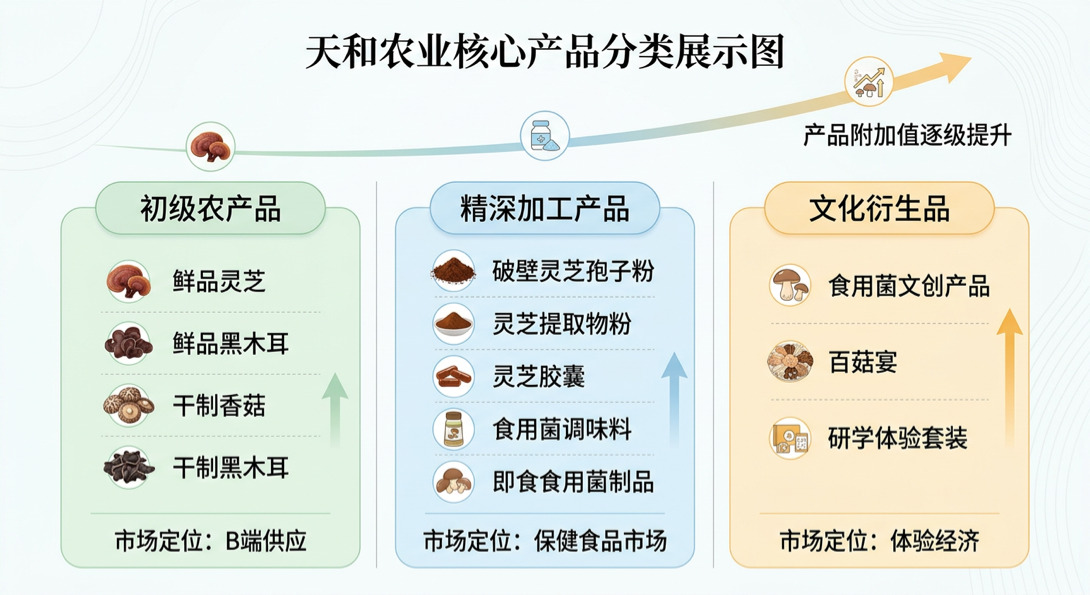 天和农业核心产品分类展示图
产品附加值逐级提升
初级农产品
鲜品灵芝
鲜品黑木耳
干制香菇
干制黑木耳
市场定位：B端供应
精深加工产品
破壁灵芝孢子粉
灵芝提取物粉
灵芝胶囊
食用菌调味料
即食食用菌制品
市场定位：保健食品市场
文化衍生品
食用菌文创产品
百菇宴
研学体验套装
市场定位：体验经济